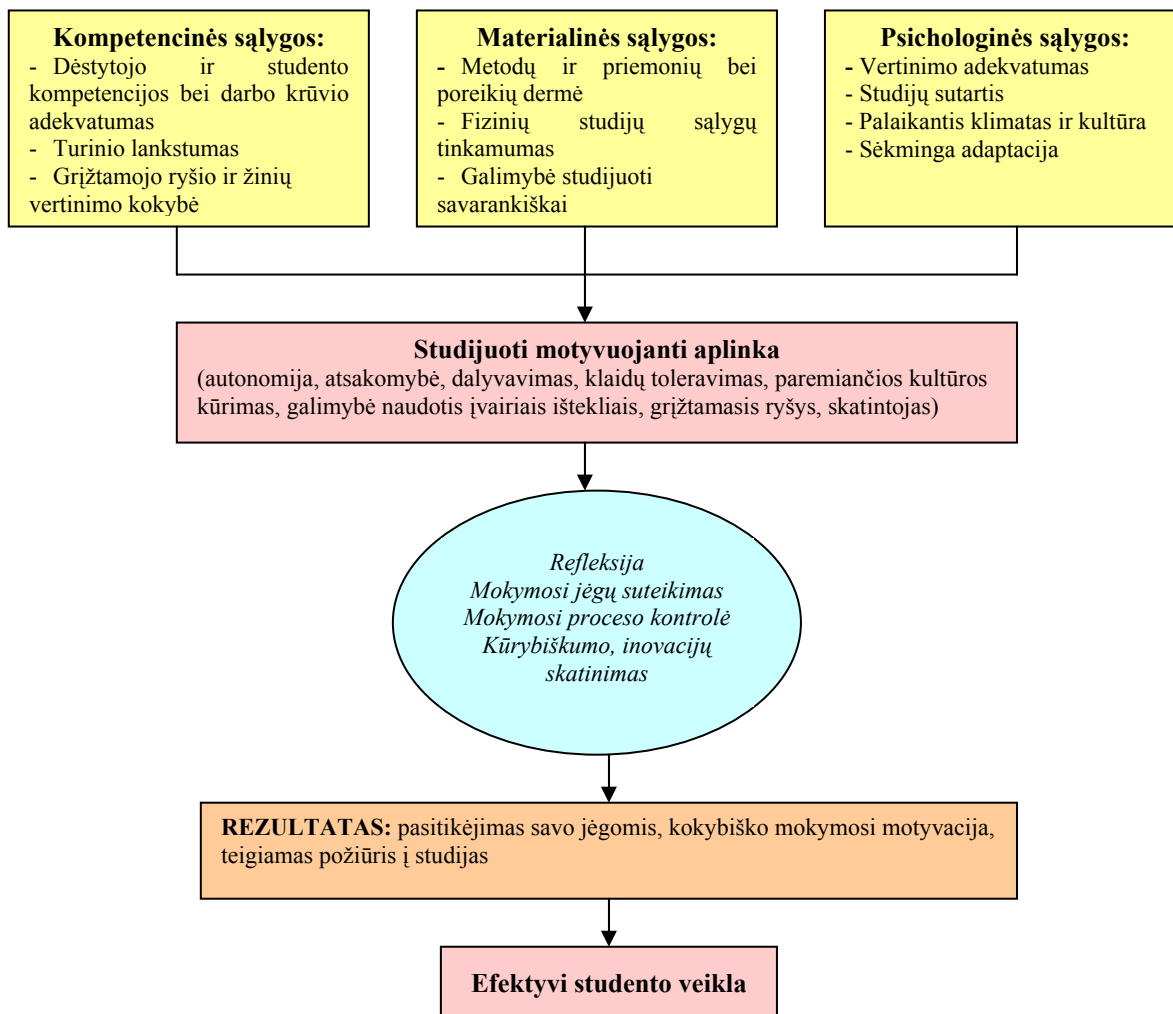 Kompetencinės sąlygos:
- Dėstytojo ir studento
kompetencijos bei darbo krūvio
adekvatumas
- Turinio lankstumas
- Grįžtamojo ryšio ir žinių
vertinimo kokybė
Materialinės sąlygos:
- Metodų ir priemonių bei
poreikių dermė
- Fizinių studijų sąlygų
tinkamumas
- Galimybė studijuoti
savarankiškai
Psichologinės sąlygos:
- Vertinimo adekvatumas
- Studijų sutartis
- Palaikantis klimatas ir kultūra
- Sėkminga adaptacija
Studijuoti motyvuojanti aplinka
(autonomija, atsakomybė, dalyvavimas, klaidų toleravimas, paremiančios kultūros
kūrimas, galimybė naudotis įvairiais ištekliais, grįžtamasis ryšys, skatintojas)
Refleksija
Mokymosi jėgų suteikimas
Mokymosi proceso kontrolė
Kūrybiškumo, inovacijų
skatinimas
REZULTATAS: pasitikėjimas savo jėgomis, kokybiško mokymosi motyvacija,
teigiamas požiūris į studijas
Efektyvi studento veikla